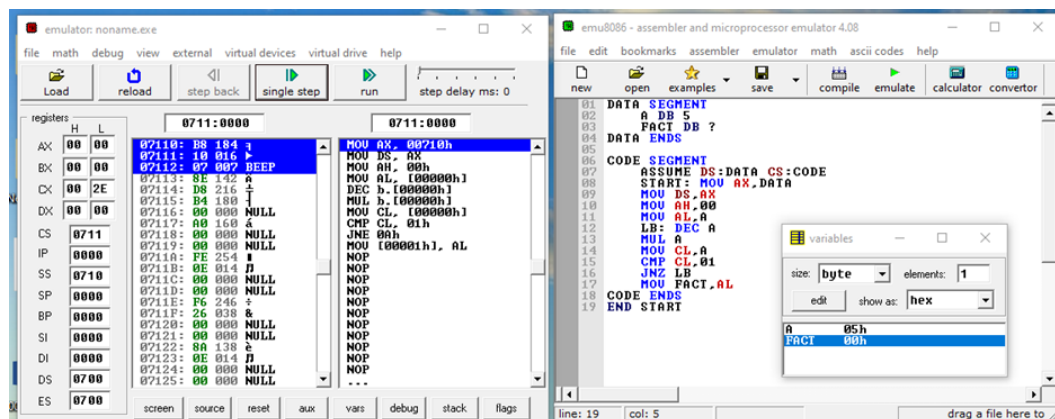 emulator: noname.exe
file math debug view external virtual devices virtual drive help
Load reload step back single step run step delay ms: 0
registers
H L
0711:0000 0711:0000
AX 00 00
BX 00 00
CX 00 2E
DX 00 00
CS 0711
IP 0000
SS 0710
SP 0000
BP 0000
SI 0000
DI 0000
DS 0700
ES 0700
07110: B8 184 ╕
07111: 10 016 ►
07112: 07 007 BEEP
07113: 8E 142 Ä
07114: D8 216 ╪
07115: B4 180 ┤
07116: 00 000 NULL
07117: A0 160 á
07118: 00 000 NULL
07119: 00 000 NULL
0711A: FE 254 ■
0711B: 0E 014 ♫
0711C: 00 000 NULL
0711D: 00 000 NULL
0711E: F6 246 ÷
0711F: 26 038 &
07120: 00 000 NULL
07121: 00 000 NULL
07122: 8A 138 è
07123: 0E 014 ♫
07124: 00 000 NULL
07125: 00 000 NULL
MOV AX, 00710h
MOV DS, AX
MOV AH, 00h
MOV AL, [00000h]
DEC b.[00000h]
MUL b.[00000h]
MOV CL, [00000h]
CMP CL, 01h
JNE 0Ah
MOV [00001h], AL
NOP
NOP
NOP
NOP
NOP
NOP
NOP
NOP
NOP
NOP
NOP
...
screen source reset aux vars debug stack flags
emu8086 - assembler and microprocessor emulator 4.08
file edit bookmarks assembler emulator math ascii codes help
new open examples save compile emulate calculator convertor
01 DATA SEGMENT
02 A DB 5
03 FACT DB ?
04 DATA ENDS
05
06 CODE SEGMENT
07 ASSUME DS:DATA CS:CODE
08 START: MOV AX,DATA
09 MOV DS,AX
10 MOV AH,00
11 MOV AL,A
12 LB: DEC A
13 MUL A
14 MOV CL,A
15 CMP CL,01
16 JNZ LB
17 MOV FACT,AL
18 CODE ENDS
19 END START
variables
size: byte elements: 1
edit show as: hex
A 05h
FACT 00h
line: 19 col: 5 drag a file here to